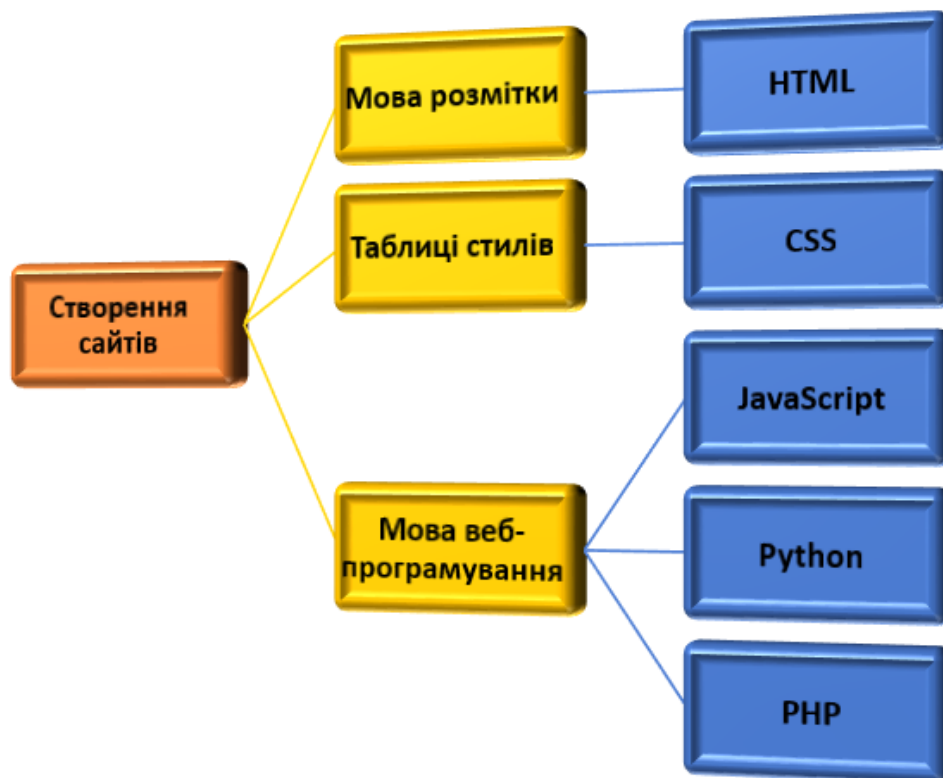 Мова розмітки
HTML
Таблиці стилів
CSS
Створення
сайтів
JavaScript
Мова веб-
програмування
Python
PHP